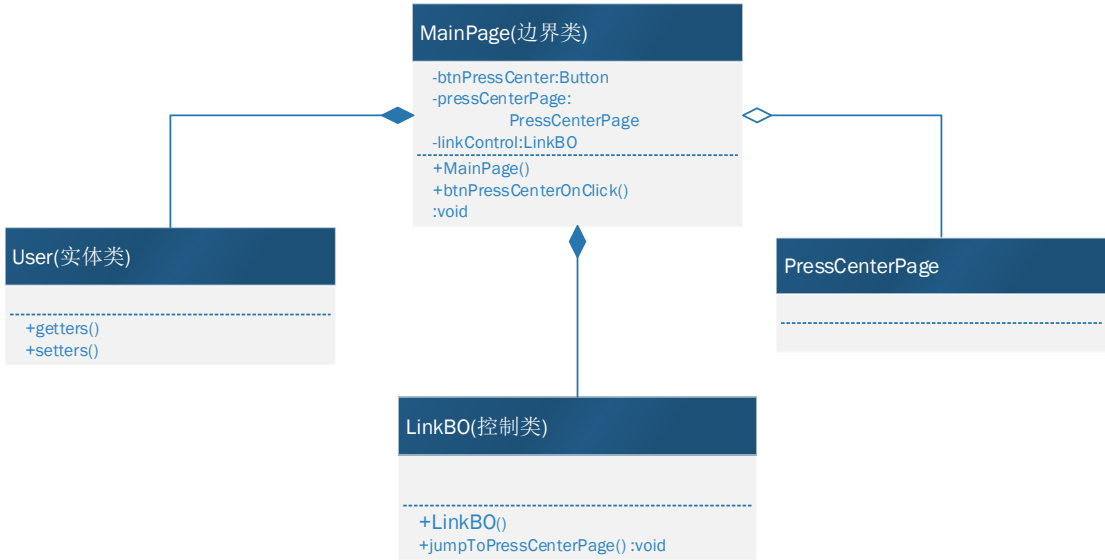 MainPage(边界类)
-btnPressCenter:Button
-pressCenterPage:
PressCenterPage
-linkControl:LinkBO
+MainPage()
+btnPressCenterOnClick()
:void
User(实体类)
+getters()
+setters()
PressCenterPage
LinkBO(控制类)
+LinkBO()
+jumpToPressCenterPage() :void